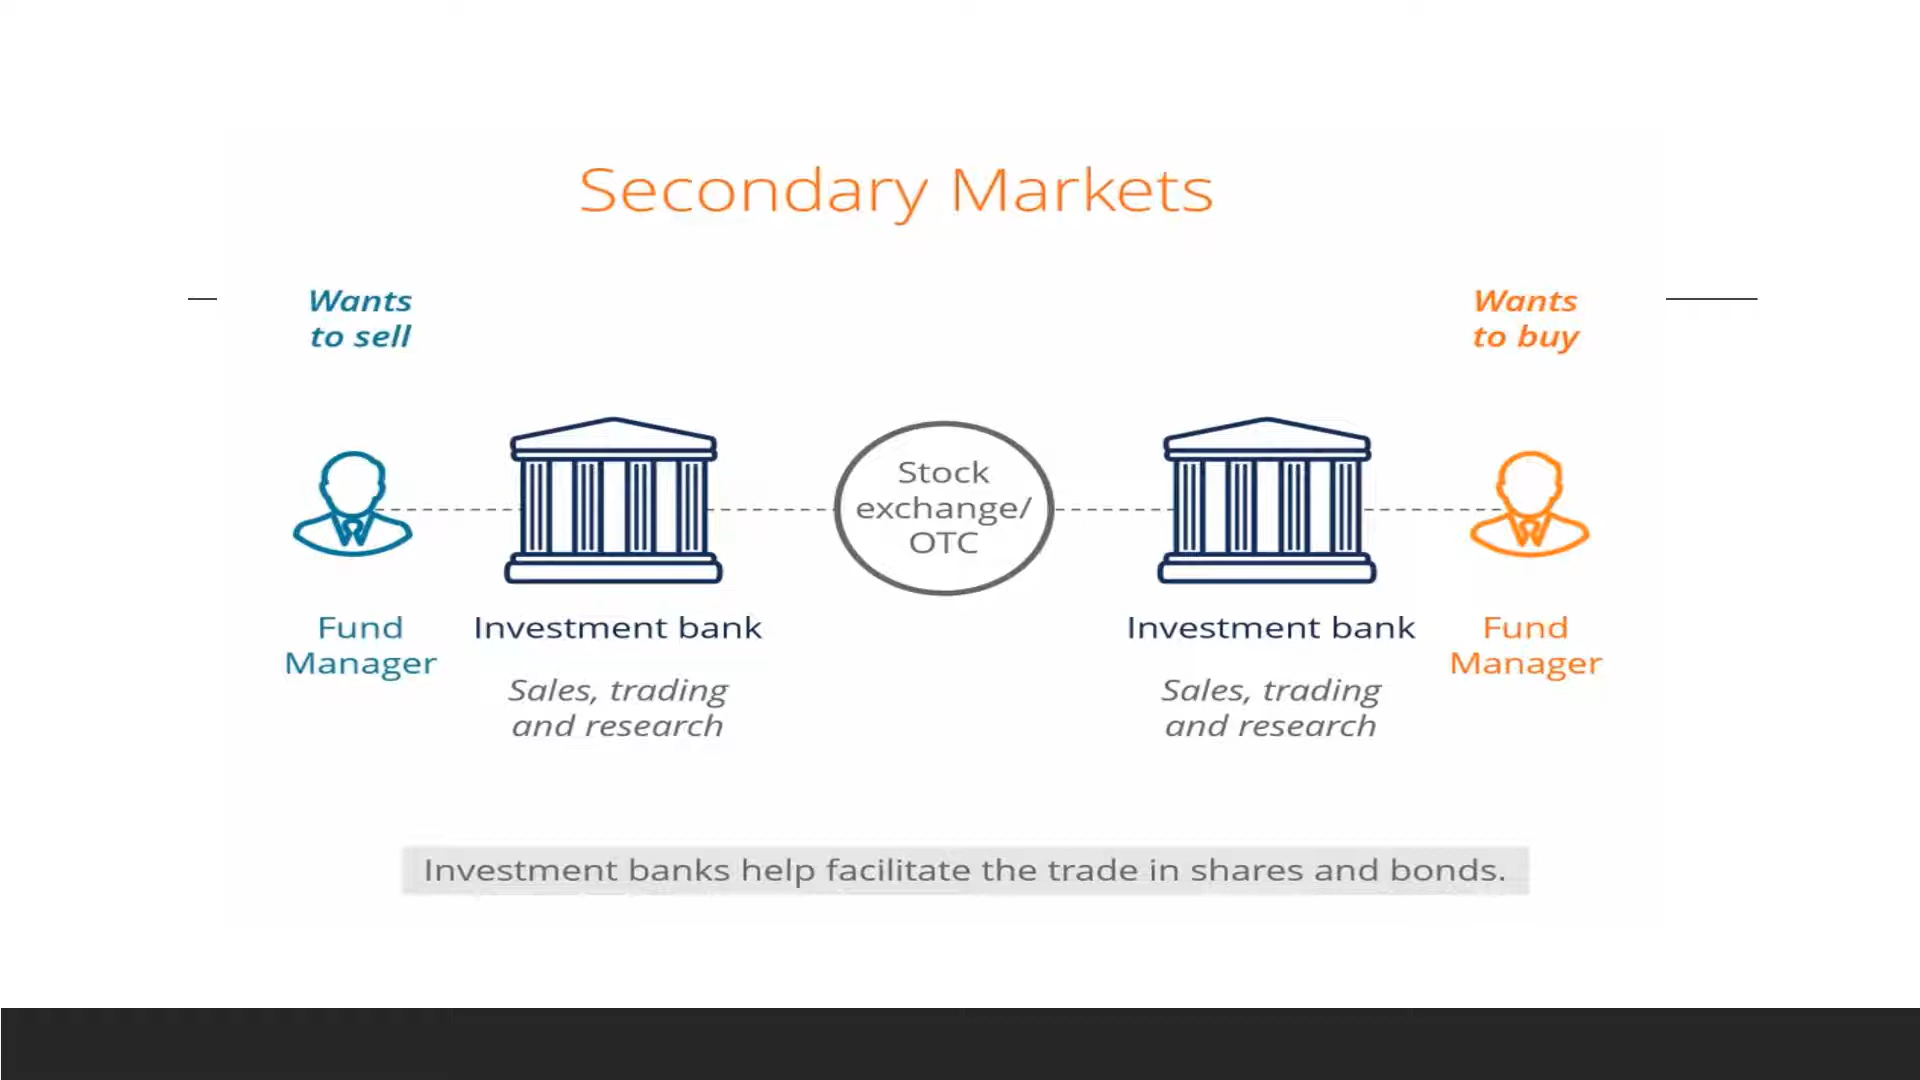 Secondary Markets
Wants
to sell
Wants
to buy
Stock
exchange/
OTC
Fund
Manager
Investment bank
Sales, trading
and research
Investment bank
Sales, trading
and research
Fund
Manager
Investment banks help facilitate the trade in shares and bonds.